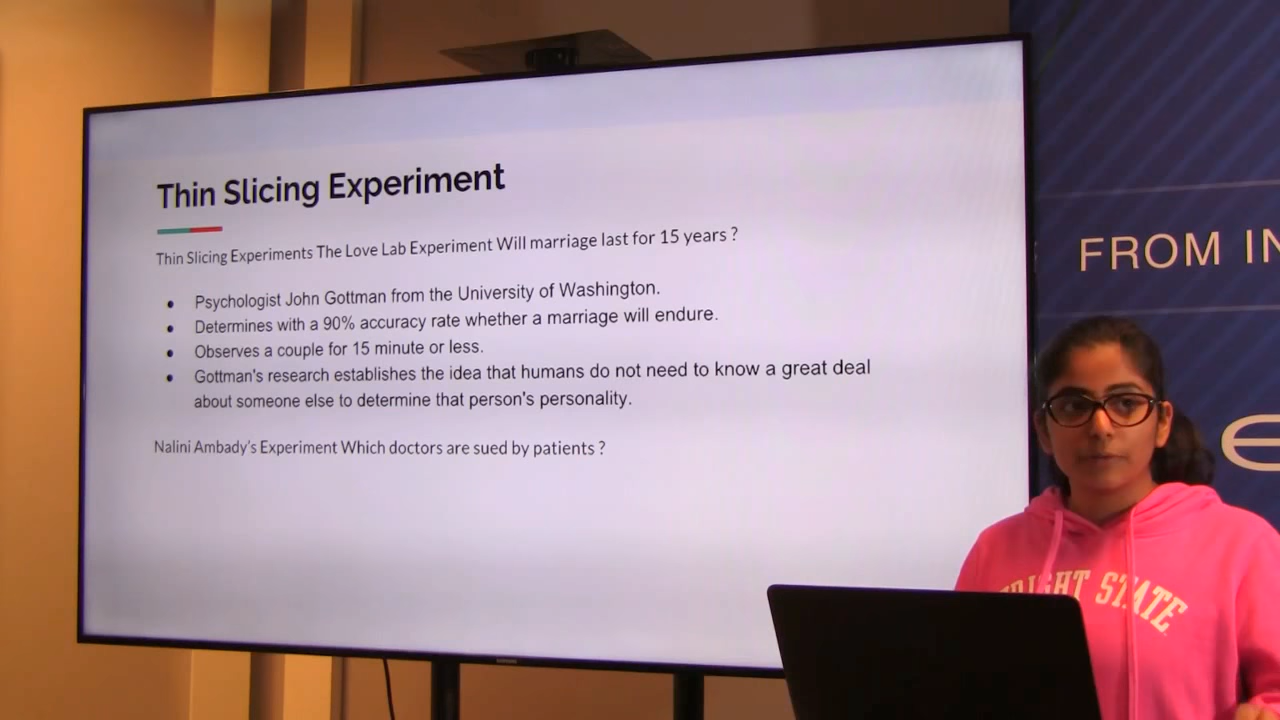 Thin Slicing Experiment
Thin Slicing Experiments The Love Lab Experiment Will marriage last for 15 years ?
• Psychologist John Gottman from the University of Washington.
• Determines with a 90% accuracy rate whether a marriage will endure.
• Observes a couple for 15 minute or less.
• Gottman's research establishes the idea that humans do not need to know a great deal
about someone else to determine that person's personality.
Nalini Ambady's Experiment Which doctors are sued by patients ?
SAMSUNG
FROM IN
e
RIGHT STATE